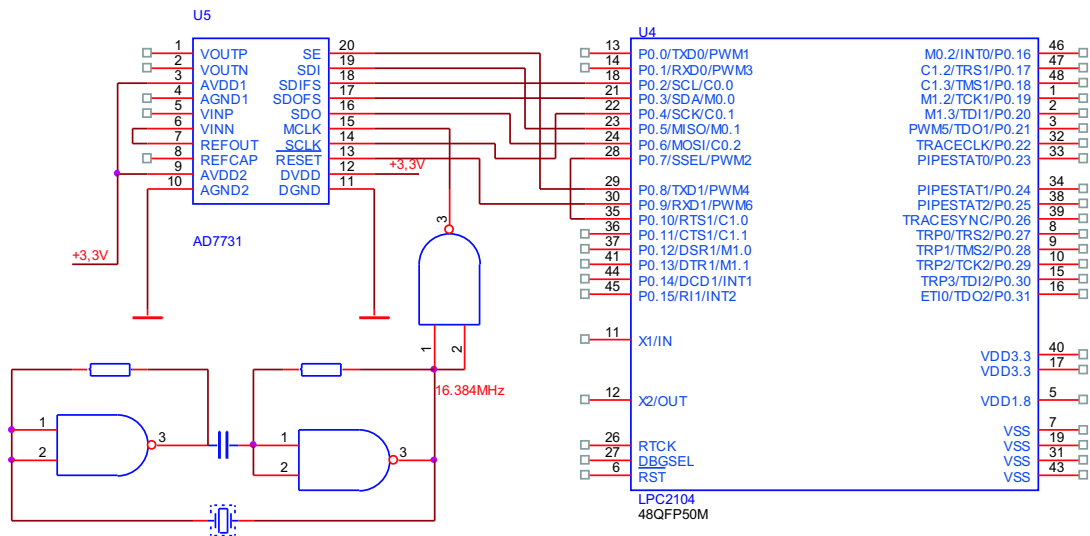 U5
1 VOUTP SE 20
2 VOUTN SDI 19
3 AVDD1 SDIFS 18
4 AGND1 SDOFS 17
5 VINP SDO 16
6 VINN MCLK 15
7 REFOUT SCLK 14
8 REFCAP RESET 13
9 AVDD2 DVDD 12
10 AGND2 DGND 11
AD7731
+3,3V
+3,3V
3
1
2
16.384MHz
1
2
3
1
2
3
U4
13 P0.0/TXD0/PWM1 M0.2/INT0/P0.16 46
14 P0.1/RXD0/PWM3 C1.2/TRS1/P0.17 47
18 P0.2/SCL/C0.0 C1.3/TMS1/P0.18 48
21 P0.3/SDA/M0.0 M1.2/TCK1/P0.19 1
22 P0.4/SCK/C0.1 M1.3/TDI1/P0.20 2
23 P0.5/MISO/M0.1 PWM5/TDO1/P0.21 3
24 P0.6/MOSI/C0.2 TRACECLK/P0.22 32
28 P0.7/SSEL/PWM2 PIPESTAT0/P0.23 33
29 P0.8/TXD1/PWM4 PIPESTAT1/P0.24 34
30 P0.9/RXD1/PWM6 PIPESTAT2/P0.25 38
35 P0.10/RTS1/C1.0 TRACESYNC/P0.26 39
36 P0.11/CTS1/C1.1 TRP0/TRS2/P0.27 8
37 P0.12/DSR1/M1.0 TRP1/TMS2/P0.28 9
41 P0.13/DTR1/M1.1 TRP2/TCK2/P0.29 10
44 P0.14/DCD1/INT1 TRP3/TDI2/P0.30 15
45 P0.15/RI1/INT2 ETI0/TDO2/P0.31 16
11 X1/IN
VDD3.3 40
VDD3.3 17
12 X2/OUT VDD1.8 5
VSS 7
26 RTCK VSS 19
27 DBGSEL VSS 31
6 RST VSS 43
LPC2104
48QFP50M